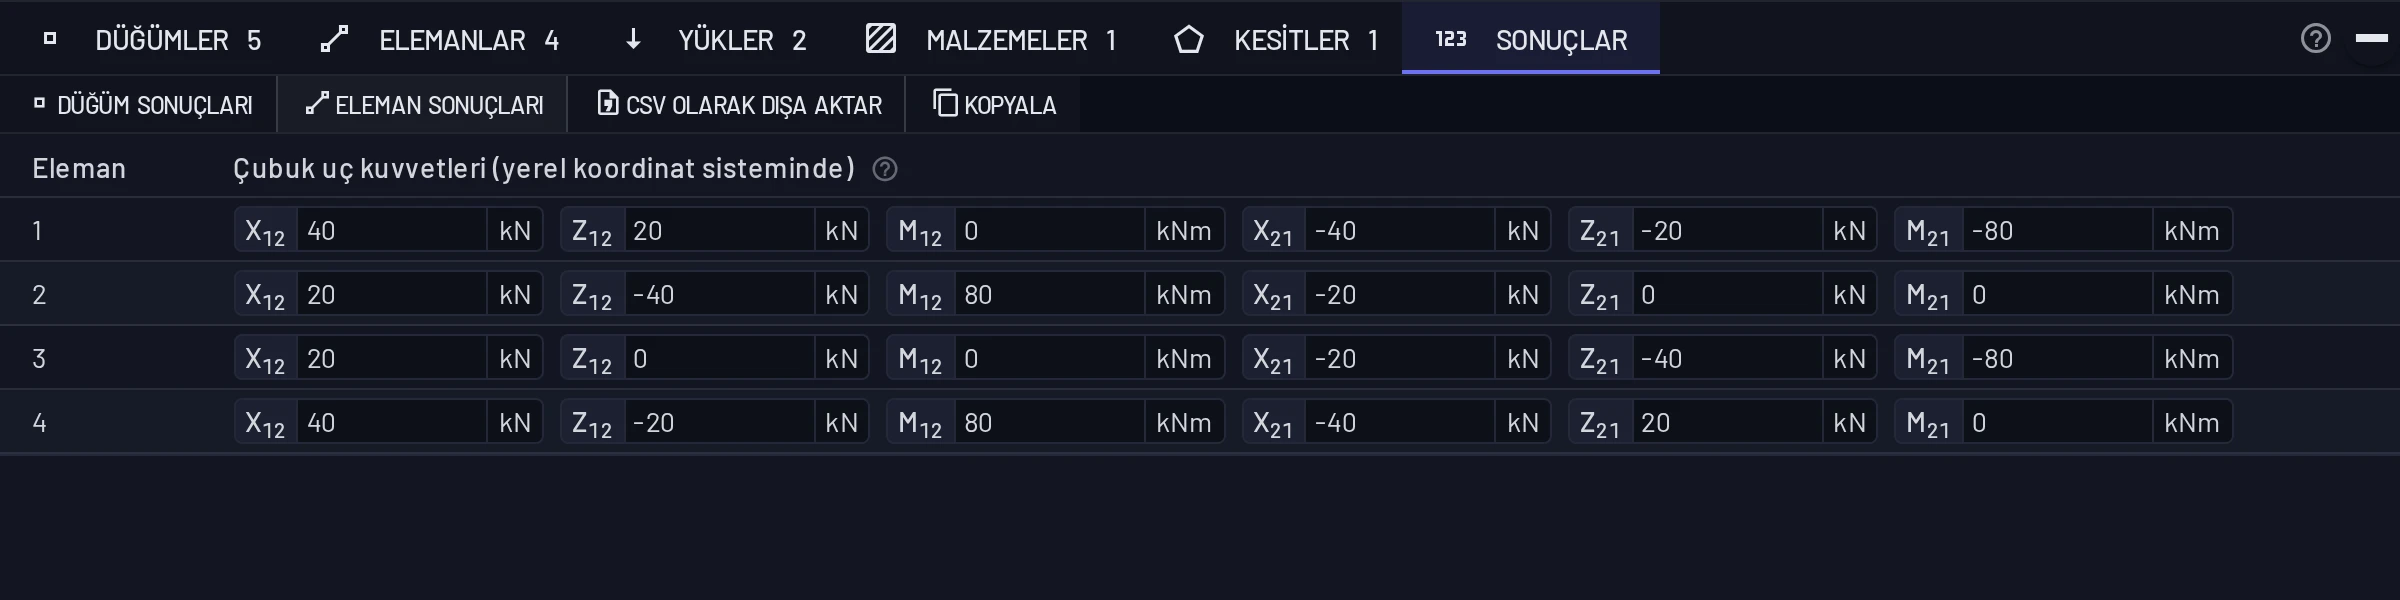 DÜĞÜMLER 5 ELEMANLAR 4 YÜKLER 2 MALZEMELER 1 KESİTLER 1 123 SONUÇLAR
DÜĞÜM SONUÇLARI ELEMAN SONUÇLARI CSV OLARAK DIŞA AKTAR KOPYALA
Eleman Çubuk uç kuvvetleri (yerel koordinat sisteminde)
1 X12 40 kN Z12 20 kN M12 0 kNm X21 -40 kN Z21 -20 kN M21 -80 kNm
2 X12 20 kN Z12 -40 kN M12 80 kNm X21 -20 kN Z21 0 kN M21 0 kNm
3 X12 20 kN Z12 0 kN M12 0 kNm X21 -20 kN Z21 -40 kN M21 -80 kNm
4 X12 40 kN Z12 -20 kN M12 80 kNm X21 -40 kN Z21 20 kN M21 0 kNm